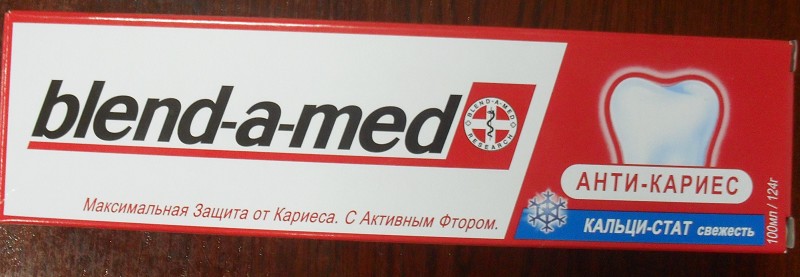 blend-a-med
BLEND-A-MED
RESEARCH
Максимальная Защита от Кариеса. С Активным Фтором.
АНТИ-КАРИЕС
КАЛЬЦИ-СТАТ свежесть
100мл / 124г